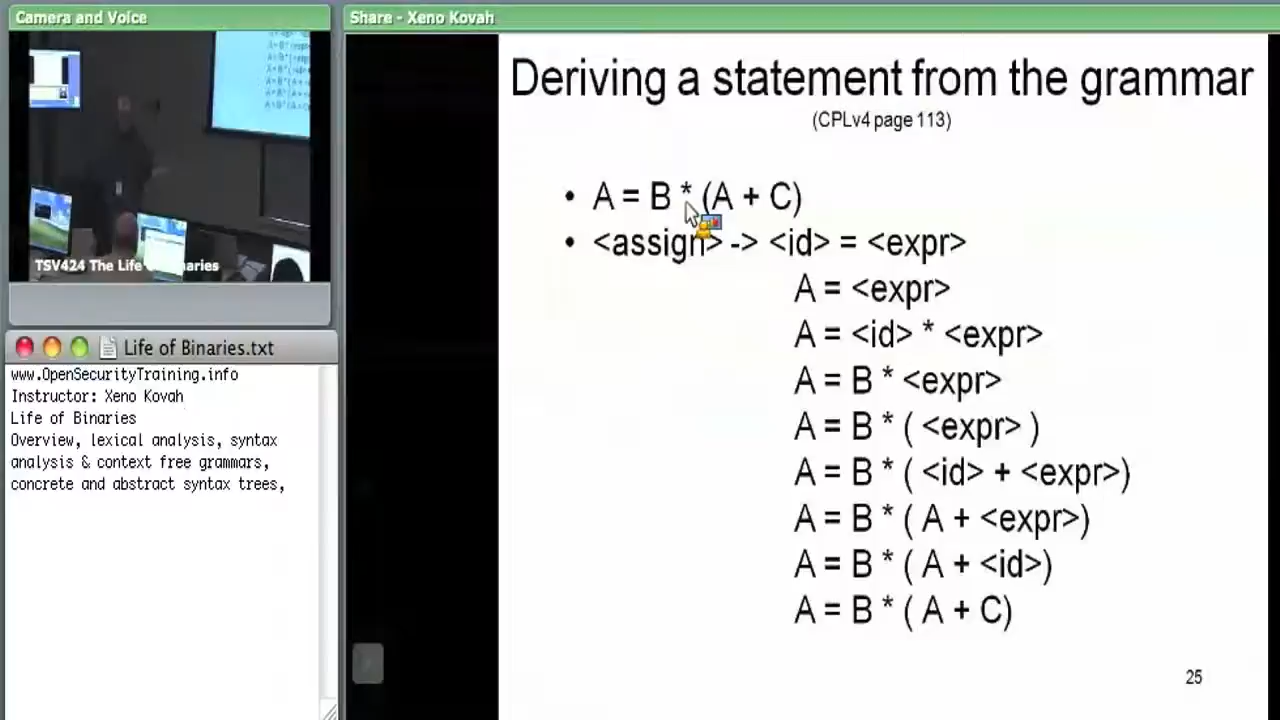 Camera and Voice
Share - Xeno Kovah
TSV424 The Life of Binaries
Life of Binaries.txt
www.OpenSecurityTraining.info
Instructor: Xeno Kovah
Life of Binaries
Overview, lexical analysis, syntax
analysis & context free grammars,
concrete and abstract syntax trees,
Deriving a statement from the grammar
(CPLv4 page 113)
• A = B * (A + C)
• <assign> -> <id> = <expr>
A = <expr>
A = <id> * <expr>
A = B * <expr>
A = B * ( <expr> )
A = B * ( <id> + <expr>)
A = B * ( A + <expr>)
A = B * ( A + <id>)
A = B * ( A + C)
25